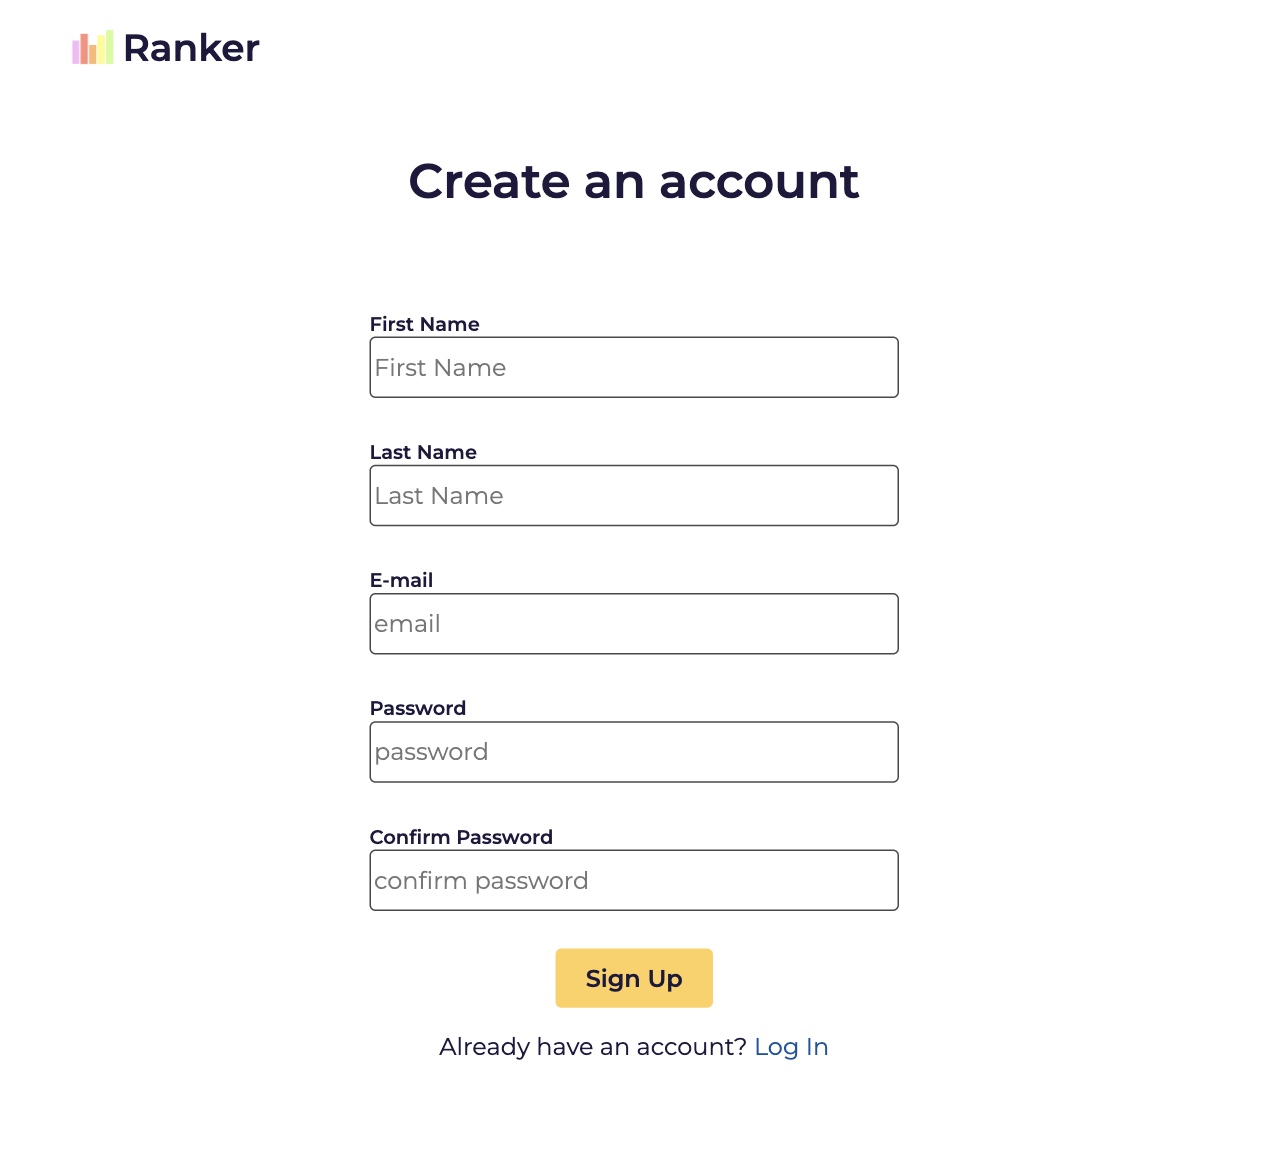 Ranker
Create an account
First Name
First Name
Last Name
Last Name
E-mail
email
Password
password
Confirm Password
confirm password
Sign Up
Already have an account? Log In